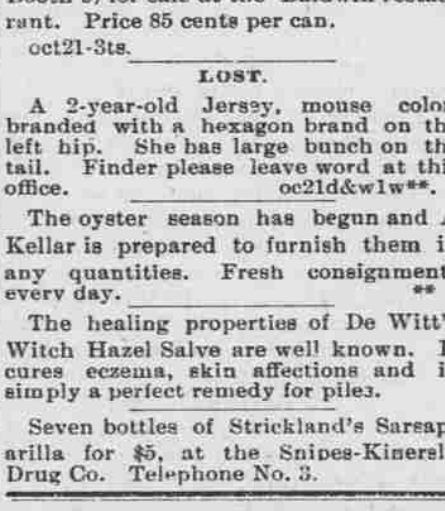 rant. Price 85 cents per can.
oct21-3ts.
LOST.
A 2-year-old Jersey, mouse colo
branded with a hexagon brand on th
left hip. She has large bunch on th
tail. Finder please leave word at thi
office. oc21d&w1w**.
The oyster season has begun and
Kellar is prepared to furnish them i
any quantities. Fresh consignment
every day. **
The healing properties of De Witt'
Witch Hazel Salve are well known. I
cures eczema, skin affections and i
simply a perfect remedy for piles.
Seven bottles of Strickland's Sarsap
arilla for $5, at the Snipes-Kinersl
Drug Co. Telephone No. 3.